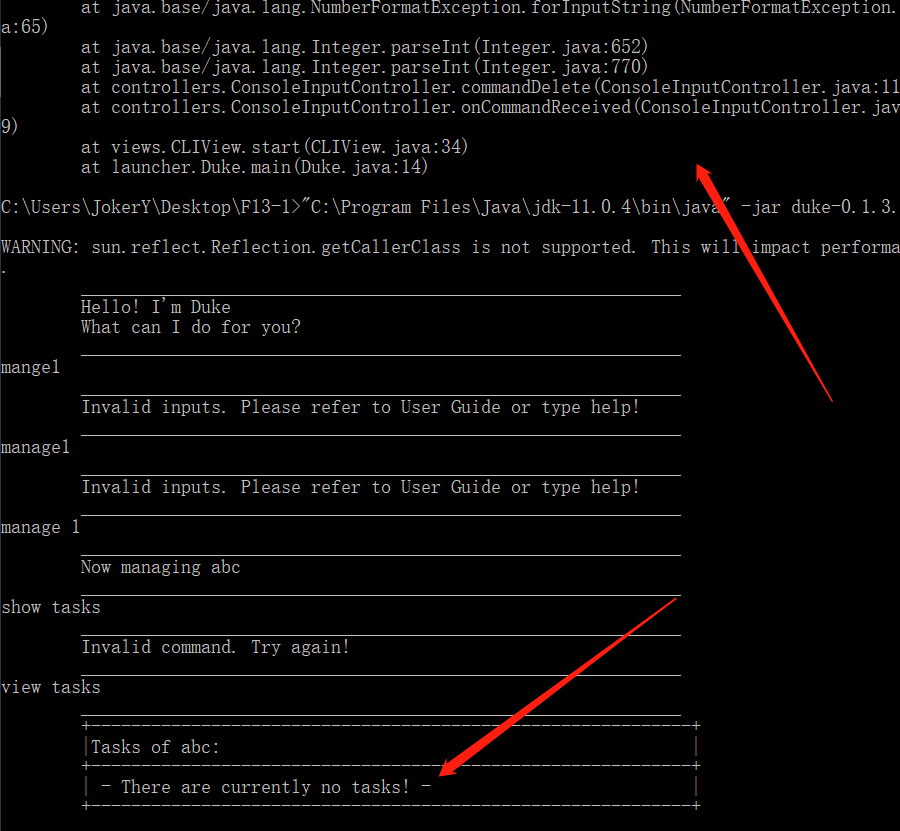 at java.base/java.lang.NumberFormatException.forInputString(NumberFormatException.
a:65)
at java.base/java.lang.Integer.parseInt(Integer.java:652)
at java.base/java.lang.Integer.parseInt(Integer.java:770)
at controllers.ConsoleInputController.commandDelete(ConsoleInputController.java:11
at controllers.ConsoleInputController.onCommandReceived(ConsoleInputController.jav
9)
at views.CLIView.start(CLIView.java:34)
at launcher.Duke.main(Duke.java:14)
C:\Users\JokerY\Desktop\F13-1>"C:\Program Files\Java\jdk-11.0.4\bin\java" -jar duke-0.1.3.
WARNING: sun.reflect.Reflection.getCallerClass is not supported. This will impact performa
.
Hello! I'm Duke
What can I do for you?
mange1
Invalid inputs. Please refer to User Guide or type help!
manage1
Invalid inputs. Please refer to User Guide or type help!
manage 1
Now managing abc
show tasks
Invalid command. Try again!
view tasks
+------------------------------------------------------------+
|Tasks of abc: |
+------------------------------------------------------------+
| - There are currently no tasks! - |
+------------------------------------------------------------+